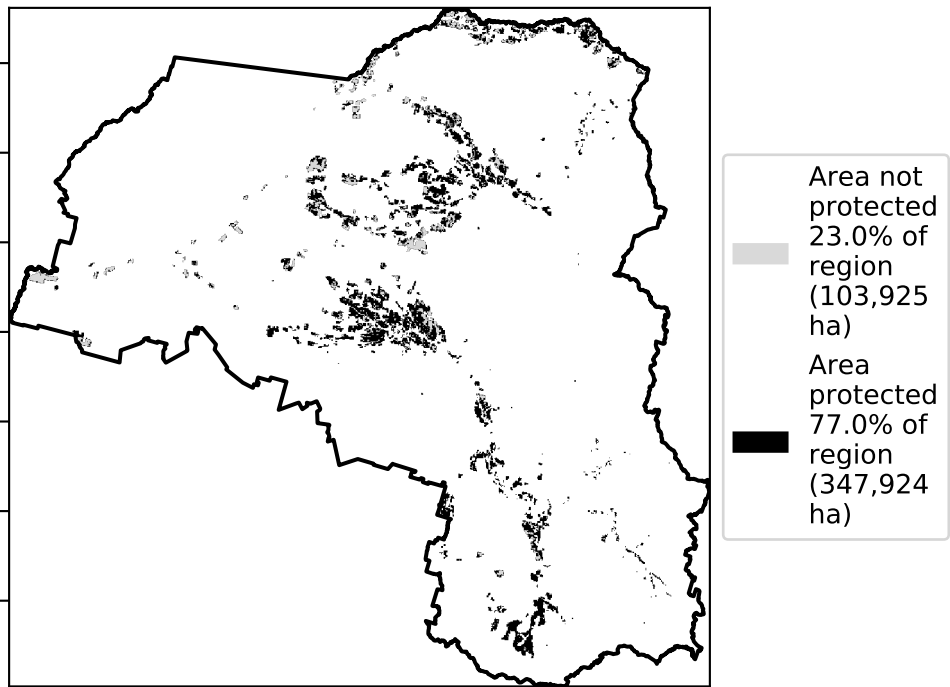 Area not
protected
23.0% of
region
(103,925
ha)
Area
protected
77.0% of
region
(347,924
ha)